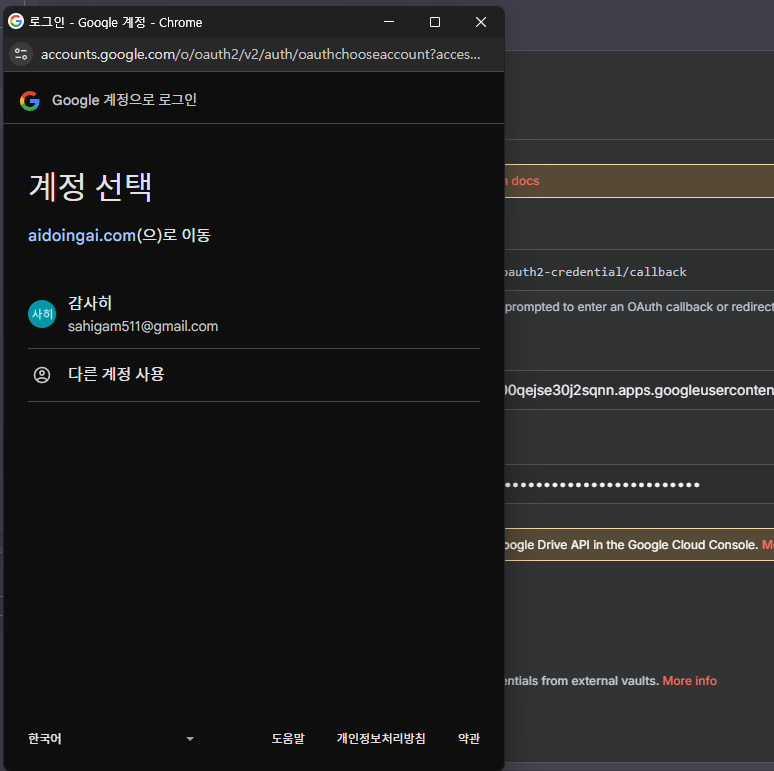 로그인 - Google 계정 - Chrome
accounts.google.com/o/oauth2/v2/auth/oauthchooseaccount?acces...
Google 계정으로 로그인
계정 선택
aidoingai.com(으)로 이동
사히
감사히
sahigam511@gmail.com
다른 계정 사용
한국어
도움말
개인정보처리방침
약관
docs
oauth2-credential/callback
prompted to enter an OAuth callback or redirect
00qejse30j2sqnn.apps.googleuserconten
oogle Drive API in the Google Cloud Console.
entials from external vaults. More info